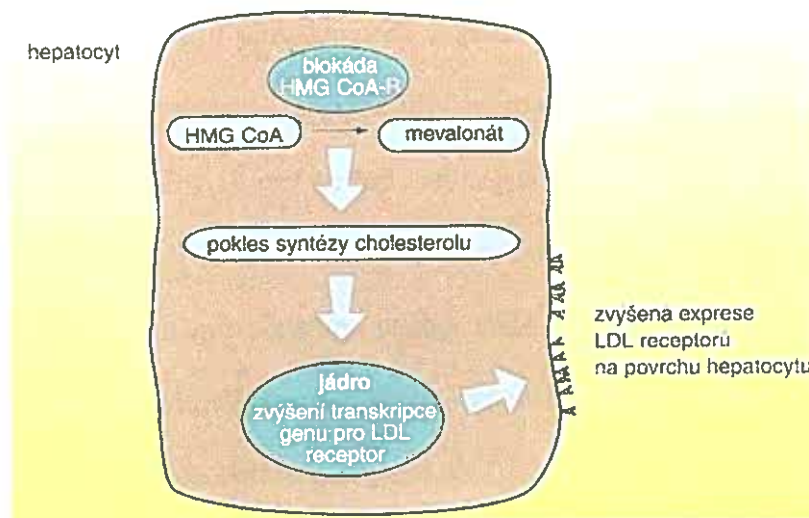 hepatocyt
blokáda
HMG CoA-R
HMG CoA
mevalonát
pokles syntézy cholesterolu
jádro
zvýšení transkripce
genu pro LDL
receptor
zvýšená exprese
LDL receptorů
na povrchu hepatocytu